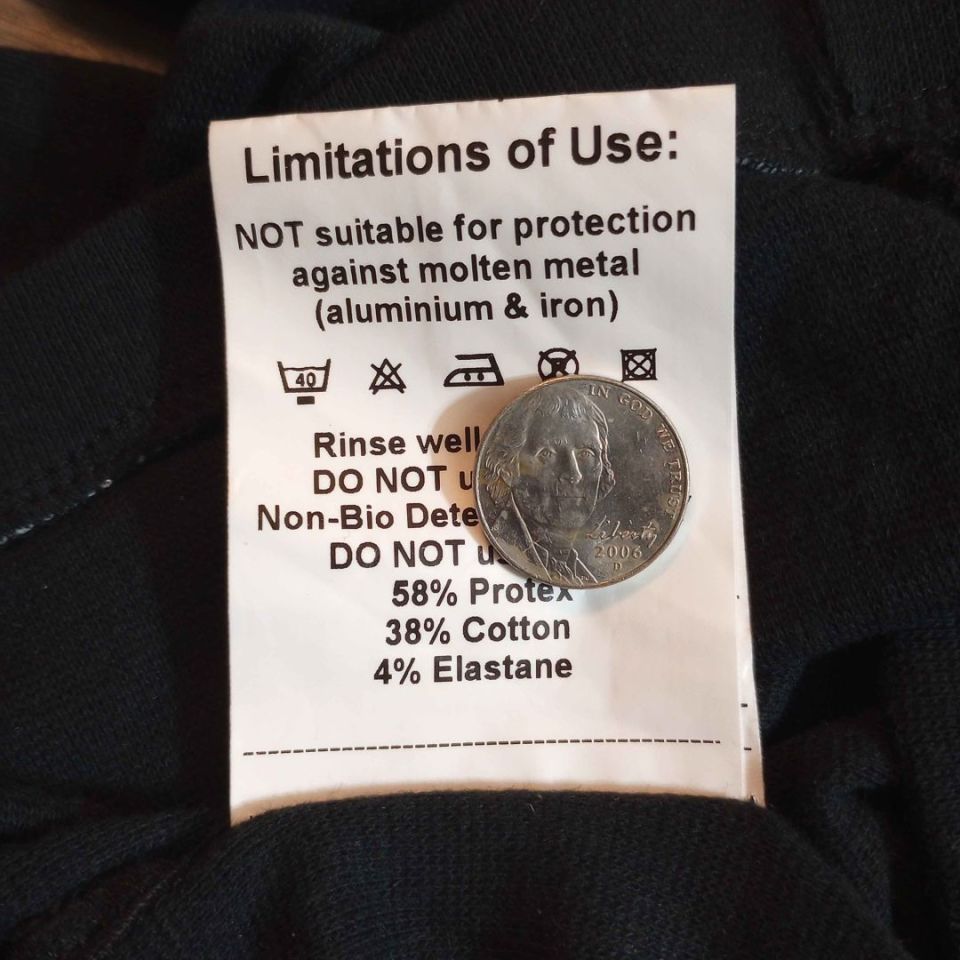 Limitations of Use:
NOT suitable for protection
against molten metal
(aluminium & iron)
40
Rinse well
DO NOT
Non-Bio
DO NOT
58% Protex
38% Cotton
4% Elastane
IN GOD WE TRUST
Liberty
2006
D